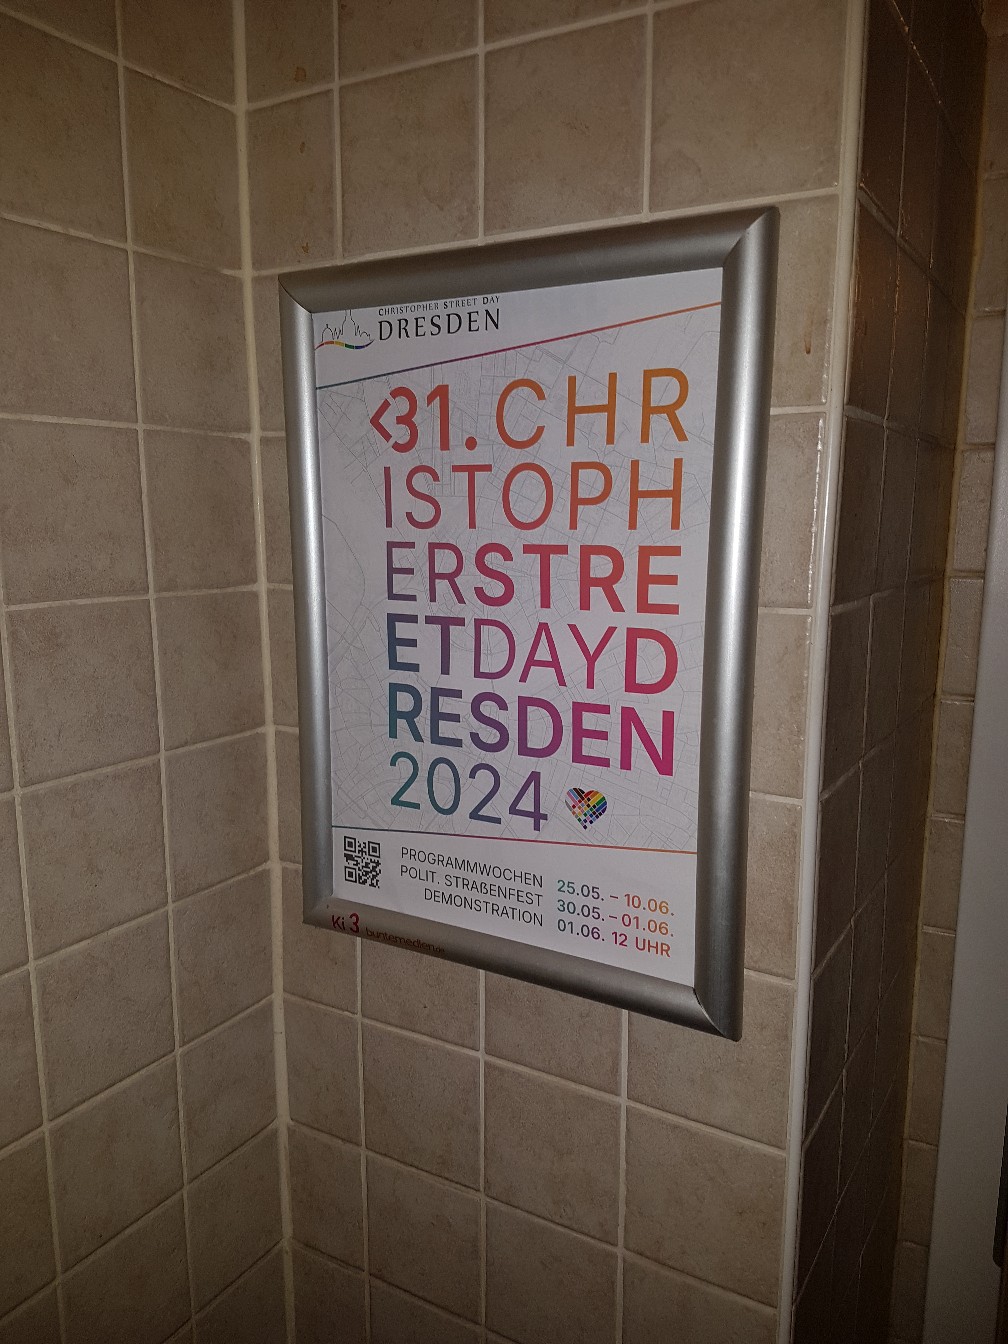 CHRISTOPHER STREET DAY
DRESDEN
<31. CHR
ISTOPH
ERSTRE
ETDAYD
RESDEN
2024
PROGRAMMWOCHEN 25.05. – 10.06.
POLIT. STRAßENFEST 30.05. – 01.06.
DEMONSTRATION 01.06. 12 UHR
Ki 3 buntemedien.de